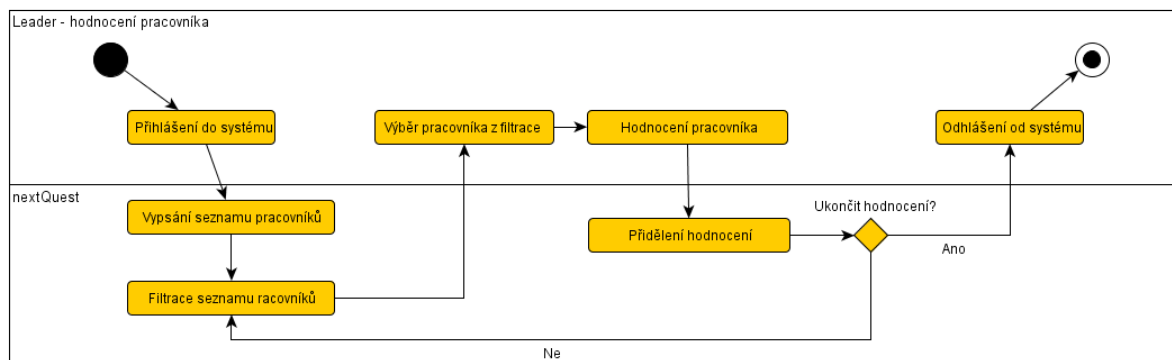 Leader - hodnocení pracovníka
Přihlášení do systému
Výběr pracovníka z filtrace
Hodnocení pracovníka
Odhlášení od systému
nextQuest
Vypsání seznamu pracovníků
Ukončit hodnocení?
Přidělení hodnocení
Ano
Filtrace seznamu racovníků
Ne